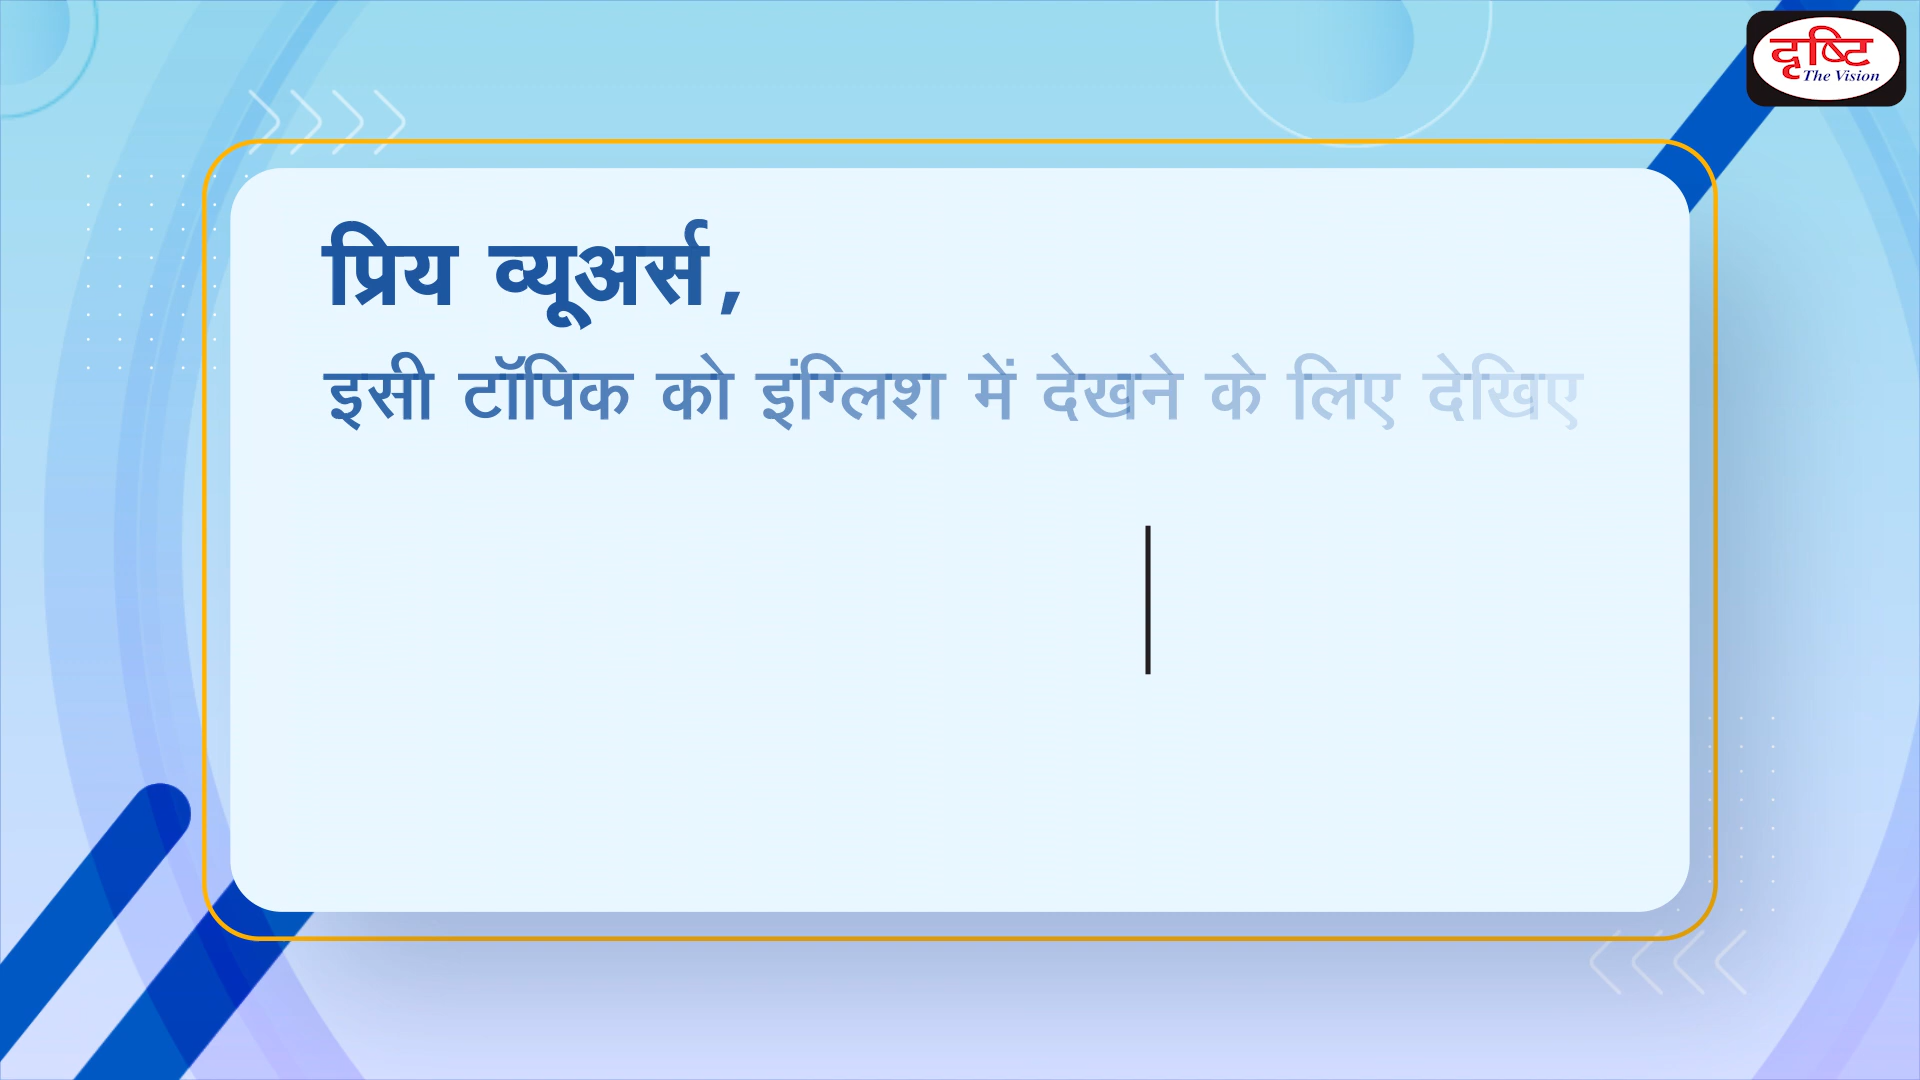 दृष्टि
The Vision
प्रिय व्यूअर्स,
इसी टॉपिक को इंग्लिश में देखने के लिए देखिए